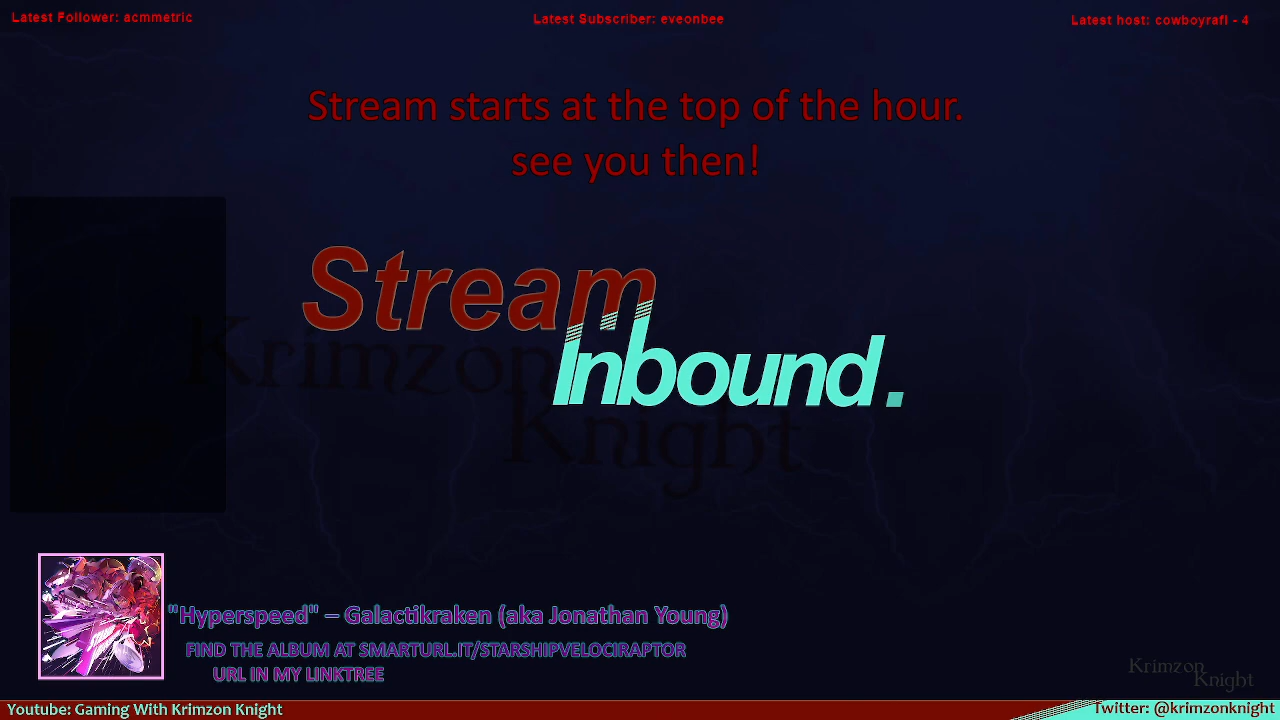 Latest Follower: acmmetric
Latest Subscriber: eveonbee
Latest host: cowboyrafl - 4
Stream starts at the top of the hour.
see you then!
Stream
Inbound.
Krimzon
Knight
"Hyperspeed" – Galactikraken (aka Jonathan Young)
FIND THE ALBUM AT SMARTURL.IT/STARSHIPVELOCIRAPTOR
URL IN MY LINKTREE
Krimzon
Knight
Youtube: Gaming With Krimzon Knight
Twitter: @krimzonknight